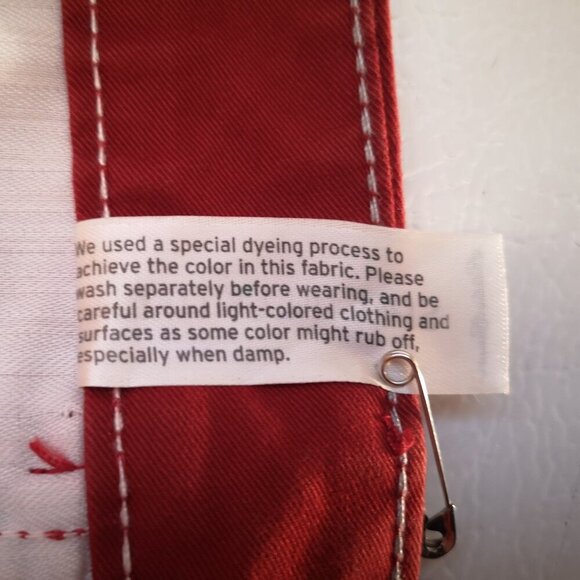 We used a special dyeing process to
achieve the color in this fabric. Please
wash separately before wearing, and be
careful around light-colored clothing and
surfaces as some color might rub off,
especially when damp.